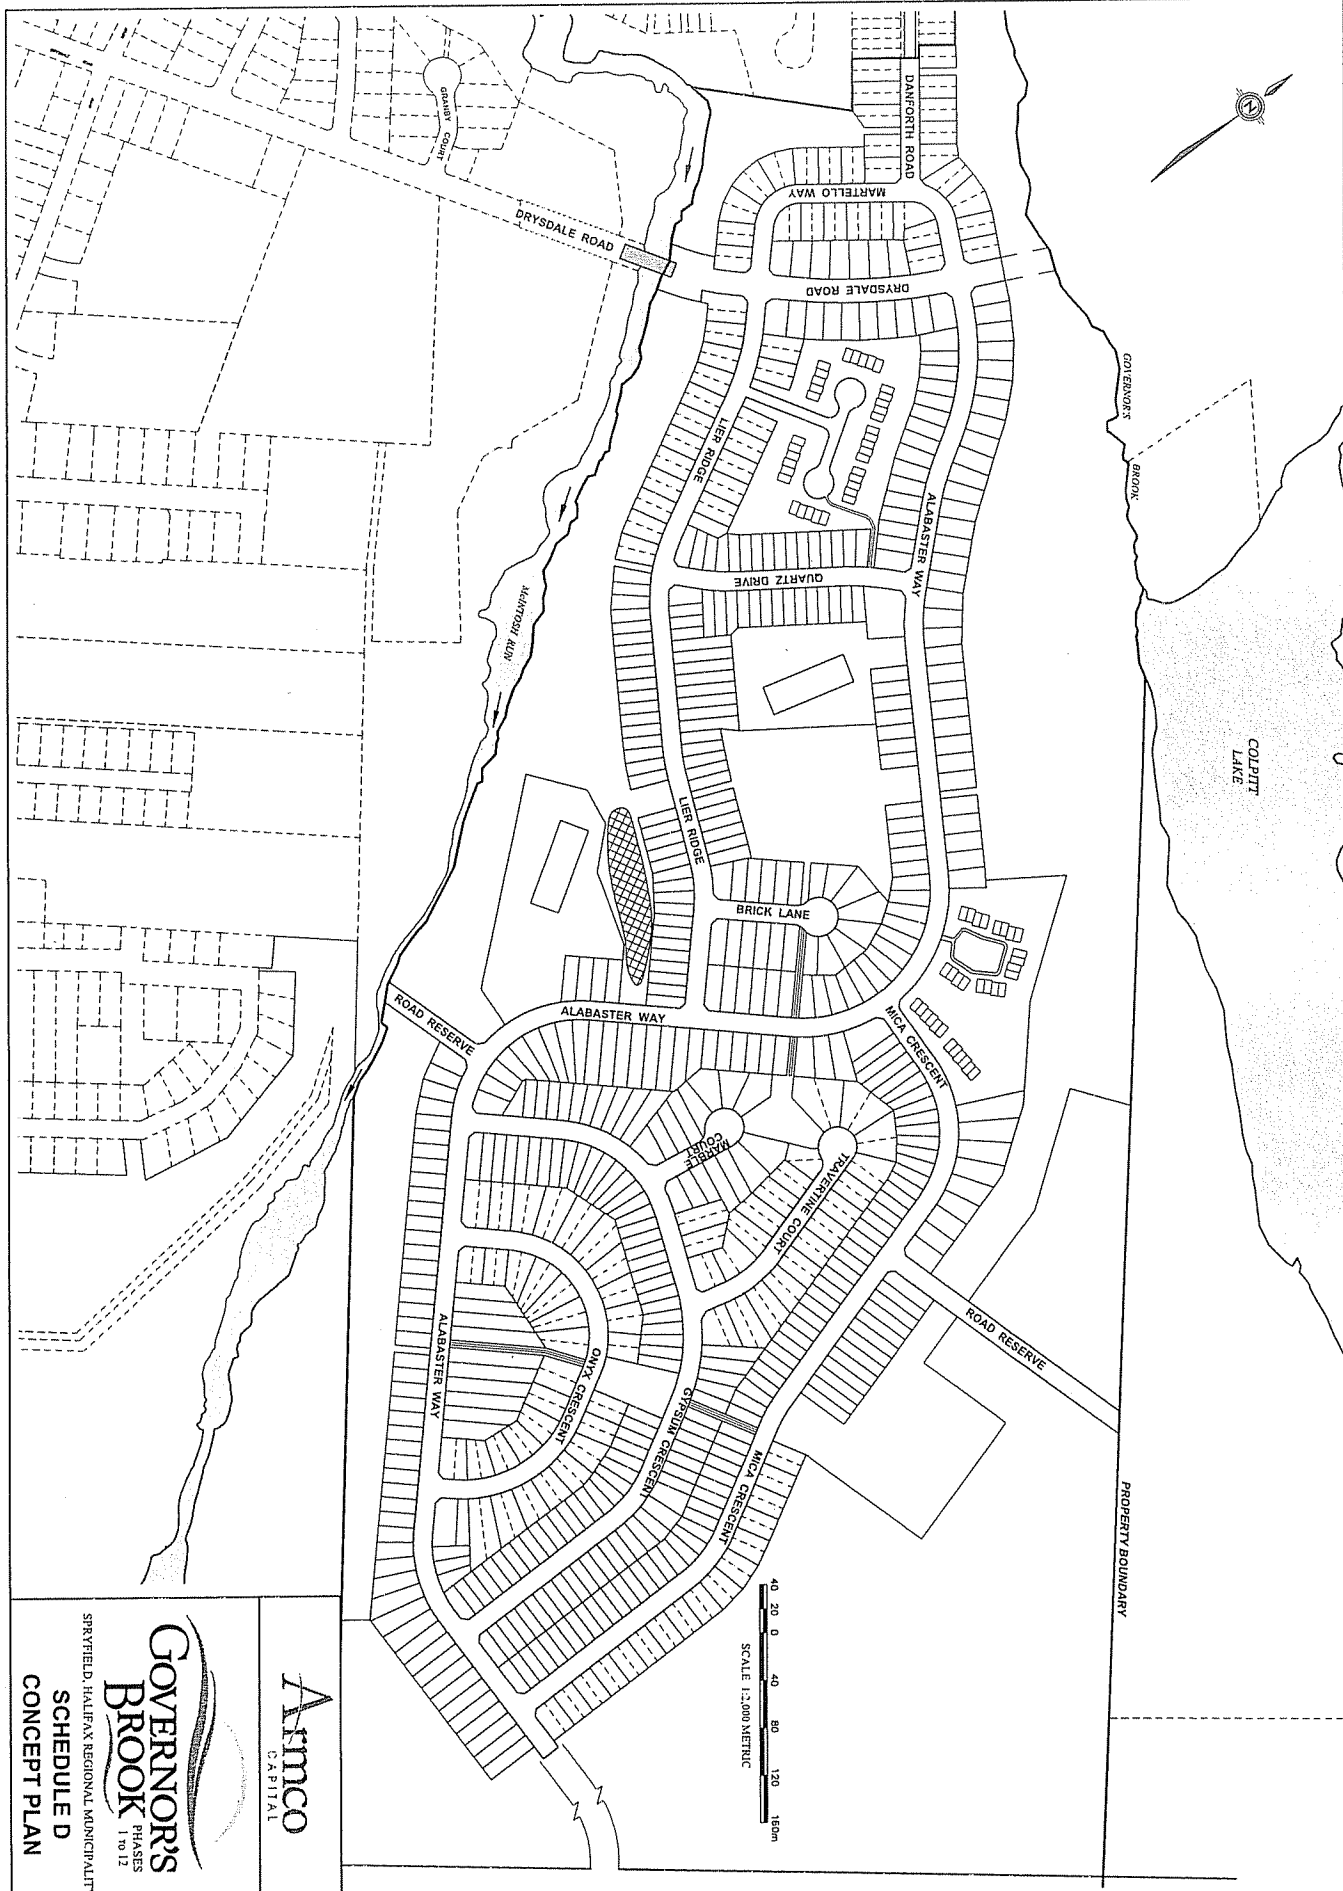 DANFORTH ROAD
GRANBY COURT
MARTELLO WAY
DRYSDALE ROAD
DRYSDALE ROAD
GOVERNOR'S
BROOK
LIER RIDGE
ALABASTER WAY
QUARTZ DRIVE
McINTOSH RUN
COLPITT
LAKE
LIER RIDGE
BRICK LANE
ROAD RESERVE
ALABASTER WAY
MICA CRESCENT
MARBLE
COURT
TRAVERTINE COURT
ROAD RESERVE
ALABASTER WAY
ONYX CRESCENT
GYPSUM CRESCENT
MICA CRESCENT
PROPERTY BOUNDARY
40 20 0 40 80 120 160m
SCALE 1:2,000 METRIC
N
Armco
CAPITAL
GOVERNOR'S
BROOK
PHASES
1 TO 12
SPRYFIELD, HALIFAX REGIONAL MUNICIPALIT
SCHEDULE D
CONCEPT PLAN